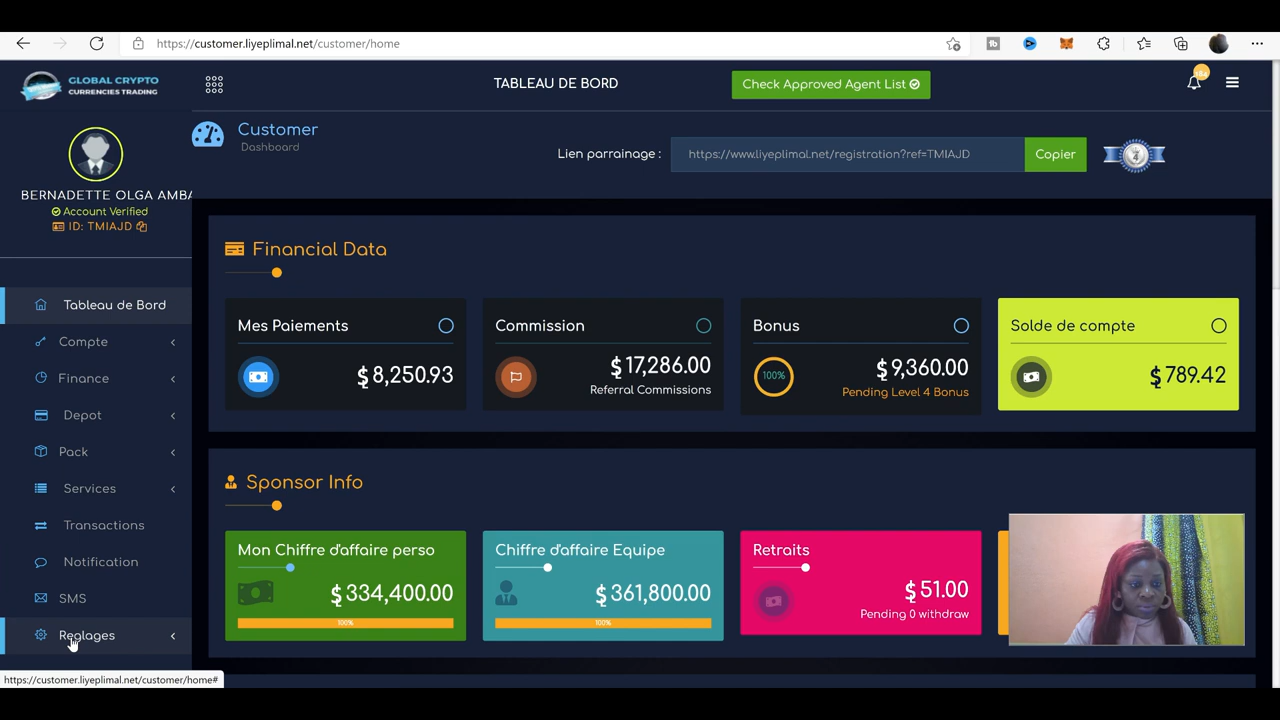 https://customer.liyeplimal.net/customer/home
GLOBAL CRYPTO
CURRENCIES TRADING
TABLEAU DE BORD
Check Approved Agent List
Customer
Dashboard
Lien parrainage :
https://www.liyeplimal.net/registration?ref=TMIAJD
Copier
4
BERNADETTE OLGA AMBA
Account Verified
ID: TMIAJD
Tableau de Bord
Compte
Finance
Depot
Pack
Services
Transactions
Notification
SMS
Reglages
https://customer.liyeplimal.net/customer/home#
Financial Data
Mes Paiements
$8,250.93
Commission
$17,286.00
Referral Commissions
Bonus
100%
$9,360.00
Pending Level 4 Bonus
Solde de compte
$789.42
Sponsor Info
Mon Chiffre d'affaire perso
$334,400.00
100%
Chiffre d'affaire Equipe
$361,800.00
100%
Retraits
$51.00
Pending 0 withdraw